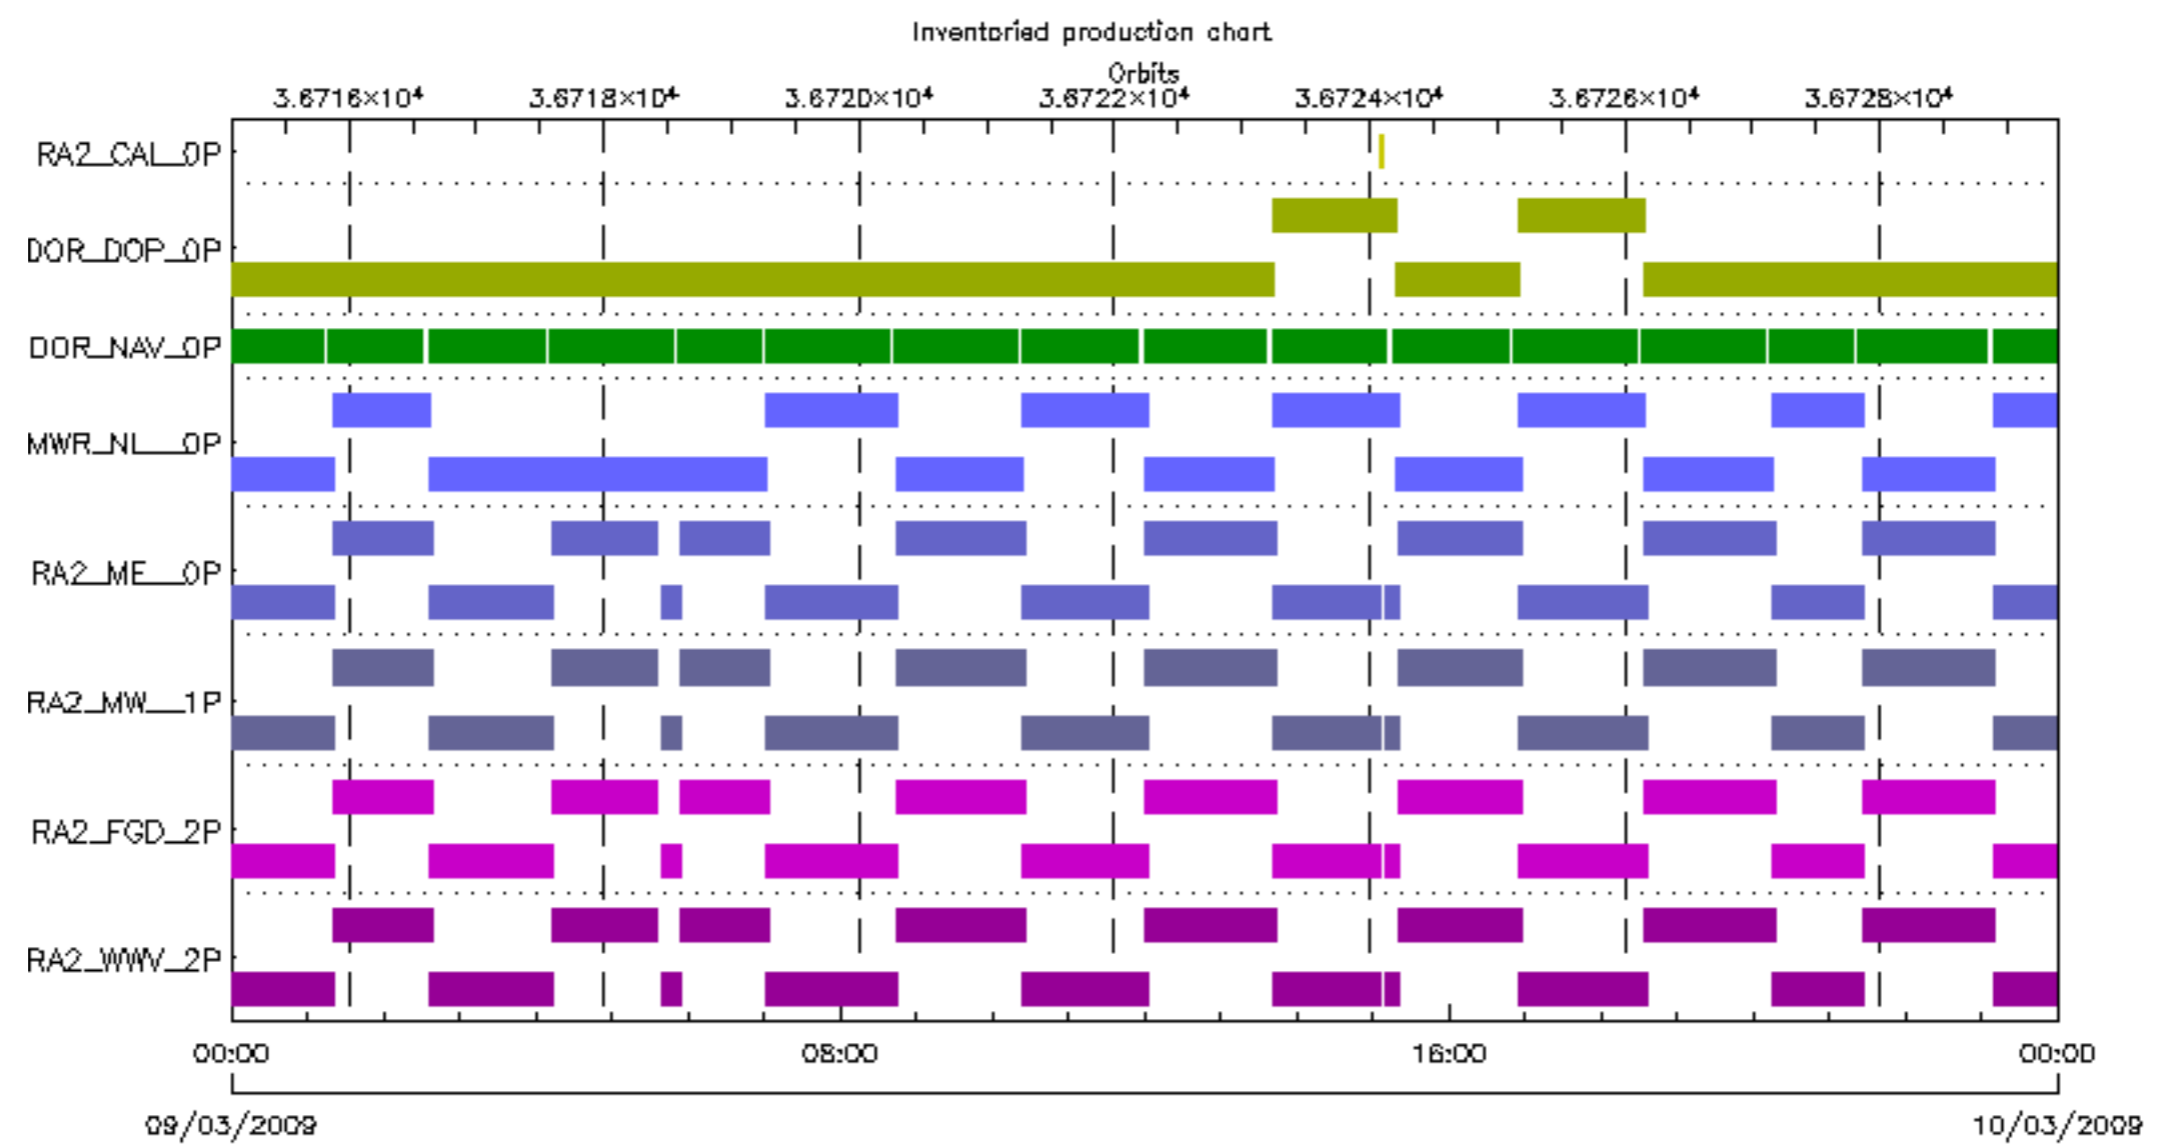 Inventoried production chart
Orbits
3.6716×10⁴ 3.6718×10⁴ 3.6720×10⁴ 3.6722×10⁴ 3.6724×10⁴ 3.6726×10⁴ 3.6728×10⁴
RA2_CAL_0P
DOR_DOP_0P
DOR_NAV_0P
MWR_NL__0P
RA2_ME__0P
RA2_MW__1P
RA2_FGD_2P
RA2_WWV_2P
00:00 08:00 16:00 00:00
09/03/2009 10/03/2009